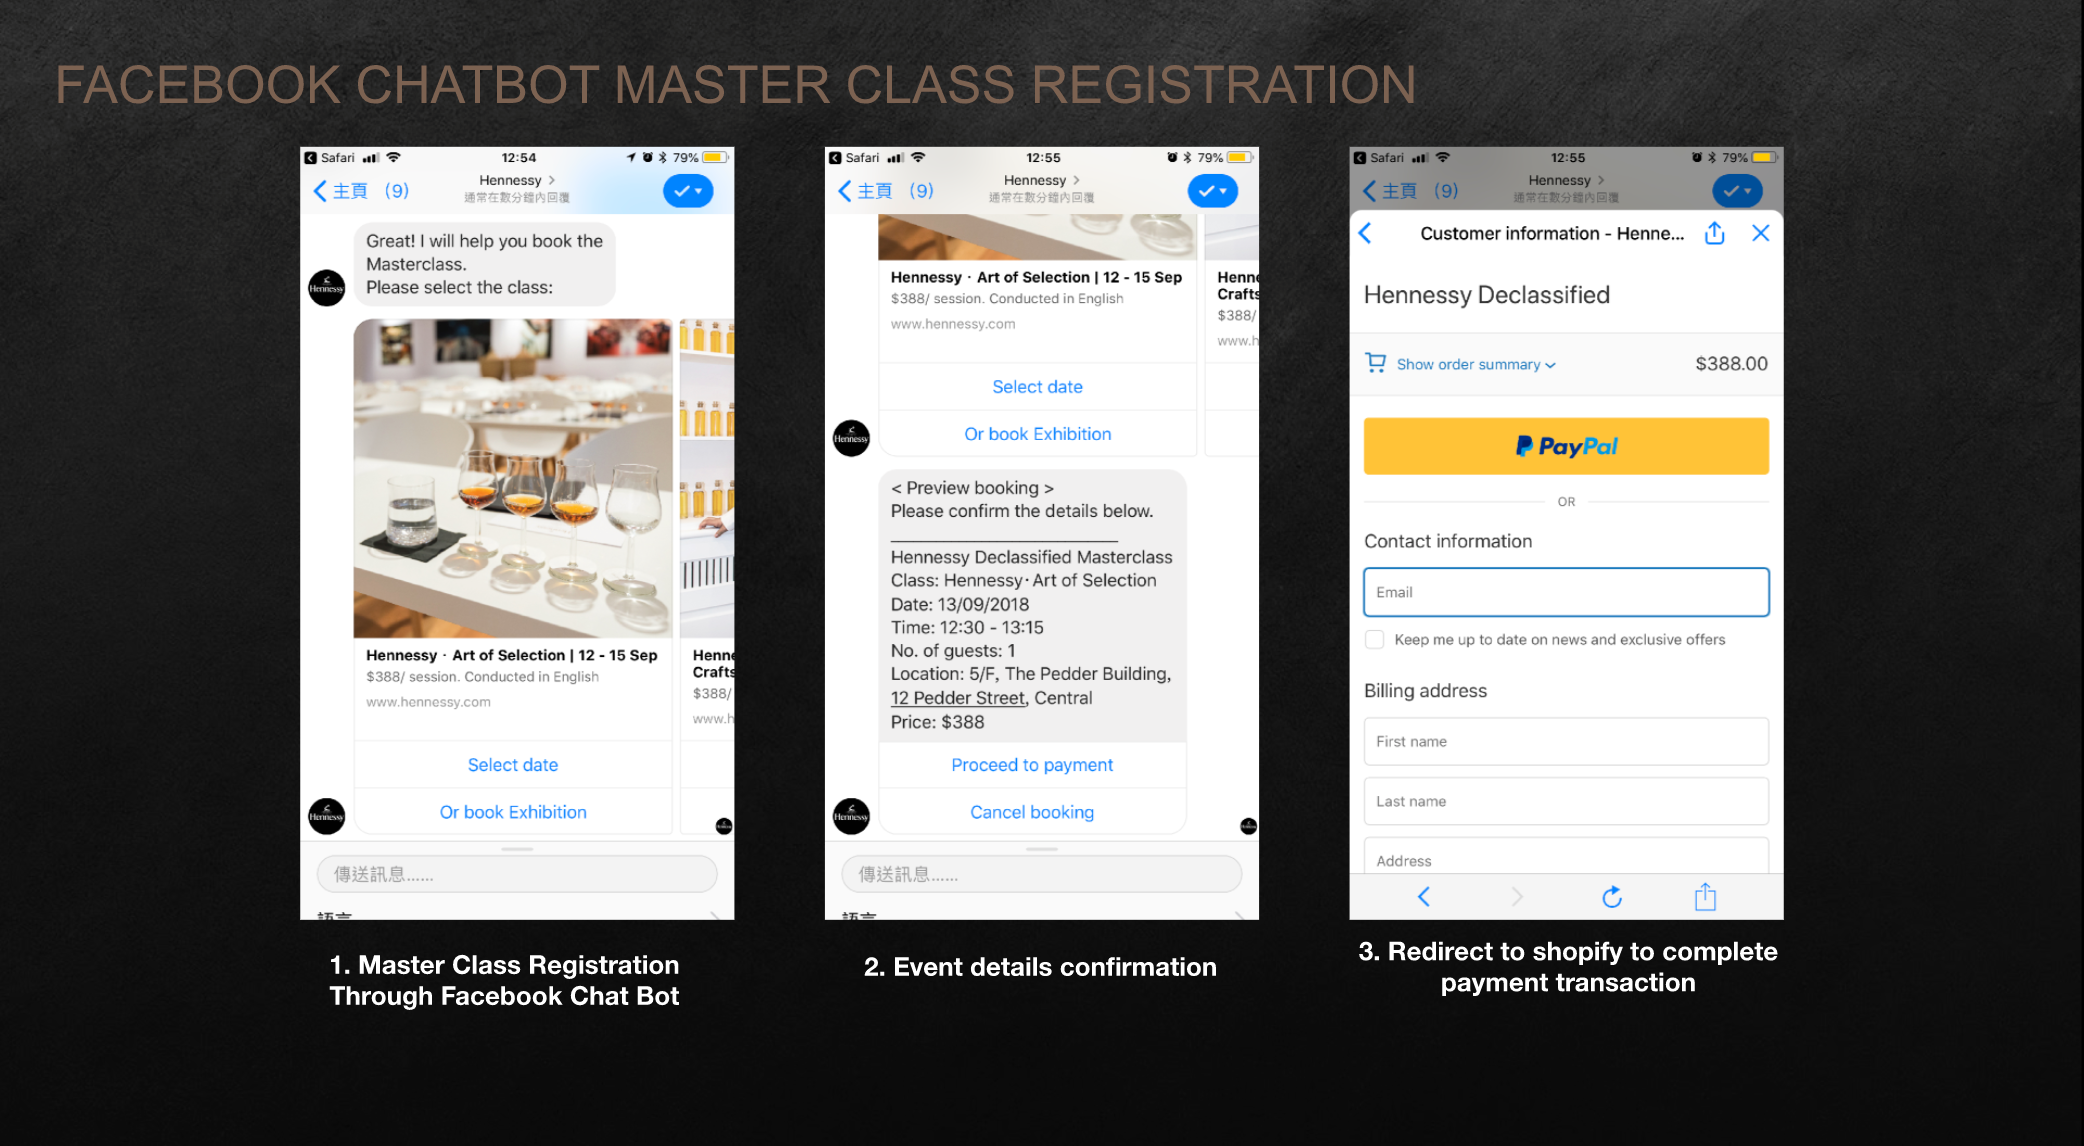 FACEBOOK CHATBOT MASTER CLASS REGISTRATION
Safari 12:54 79%
主頁 (9)
Hennessy
通常在數分鐘內回覆
Great! I will help you book the
Masterclass.
Please select the class:
Hennessy
Hennessy · Art of Selection | 12 - 15 Sep
$388/ session. Conducted in English
www.hennessy.com
Select date
Or book Exhibition
Henne
Crafts
$388/
www.h
Hennessy
傳送訊息......
語言
1. Master Class Registration
Through Facebook Chat Bot
Safari 12:55 79%
主頁 (9)
Hennessy
通常在數分鐘內回覆
Hennessy · Art of Selection | 12 - 15 Sep
$388/ session. Conducted in English
www.hennessy.com
Select date
Or book Exhibition
Henne
Crafts
$388/
www.h
Hennessy
< Preview booking >
Please confirm the details below.
Hennessy Declassified Masterclass
Class: Hennessy· Art of Selection
Date: 13/09/2018
Time: 12:30 - 13:15
No. of guests: 1
Location: 5/F, The Pedder Building,
12 Pedder Street, Central
Price: $388
Proceed to payment
Cancel booking
Hennessy
傳送訊息......
語言
2. Event details confirmation
Safari 12:55 79%
主頁 (9)
Hennessy
通常在數分鐘內回覆
Customer information - Henne...
Hennessy Declassified
Show order summary $388.00
PayPal
OR
Contact information
Email
Keep me up to date on news and exclusive offers
Billing address
First name
Last name
Address
3. Redirect to shopify to complete
payment transaction